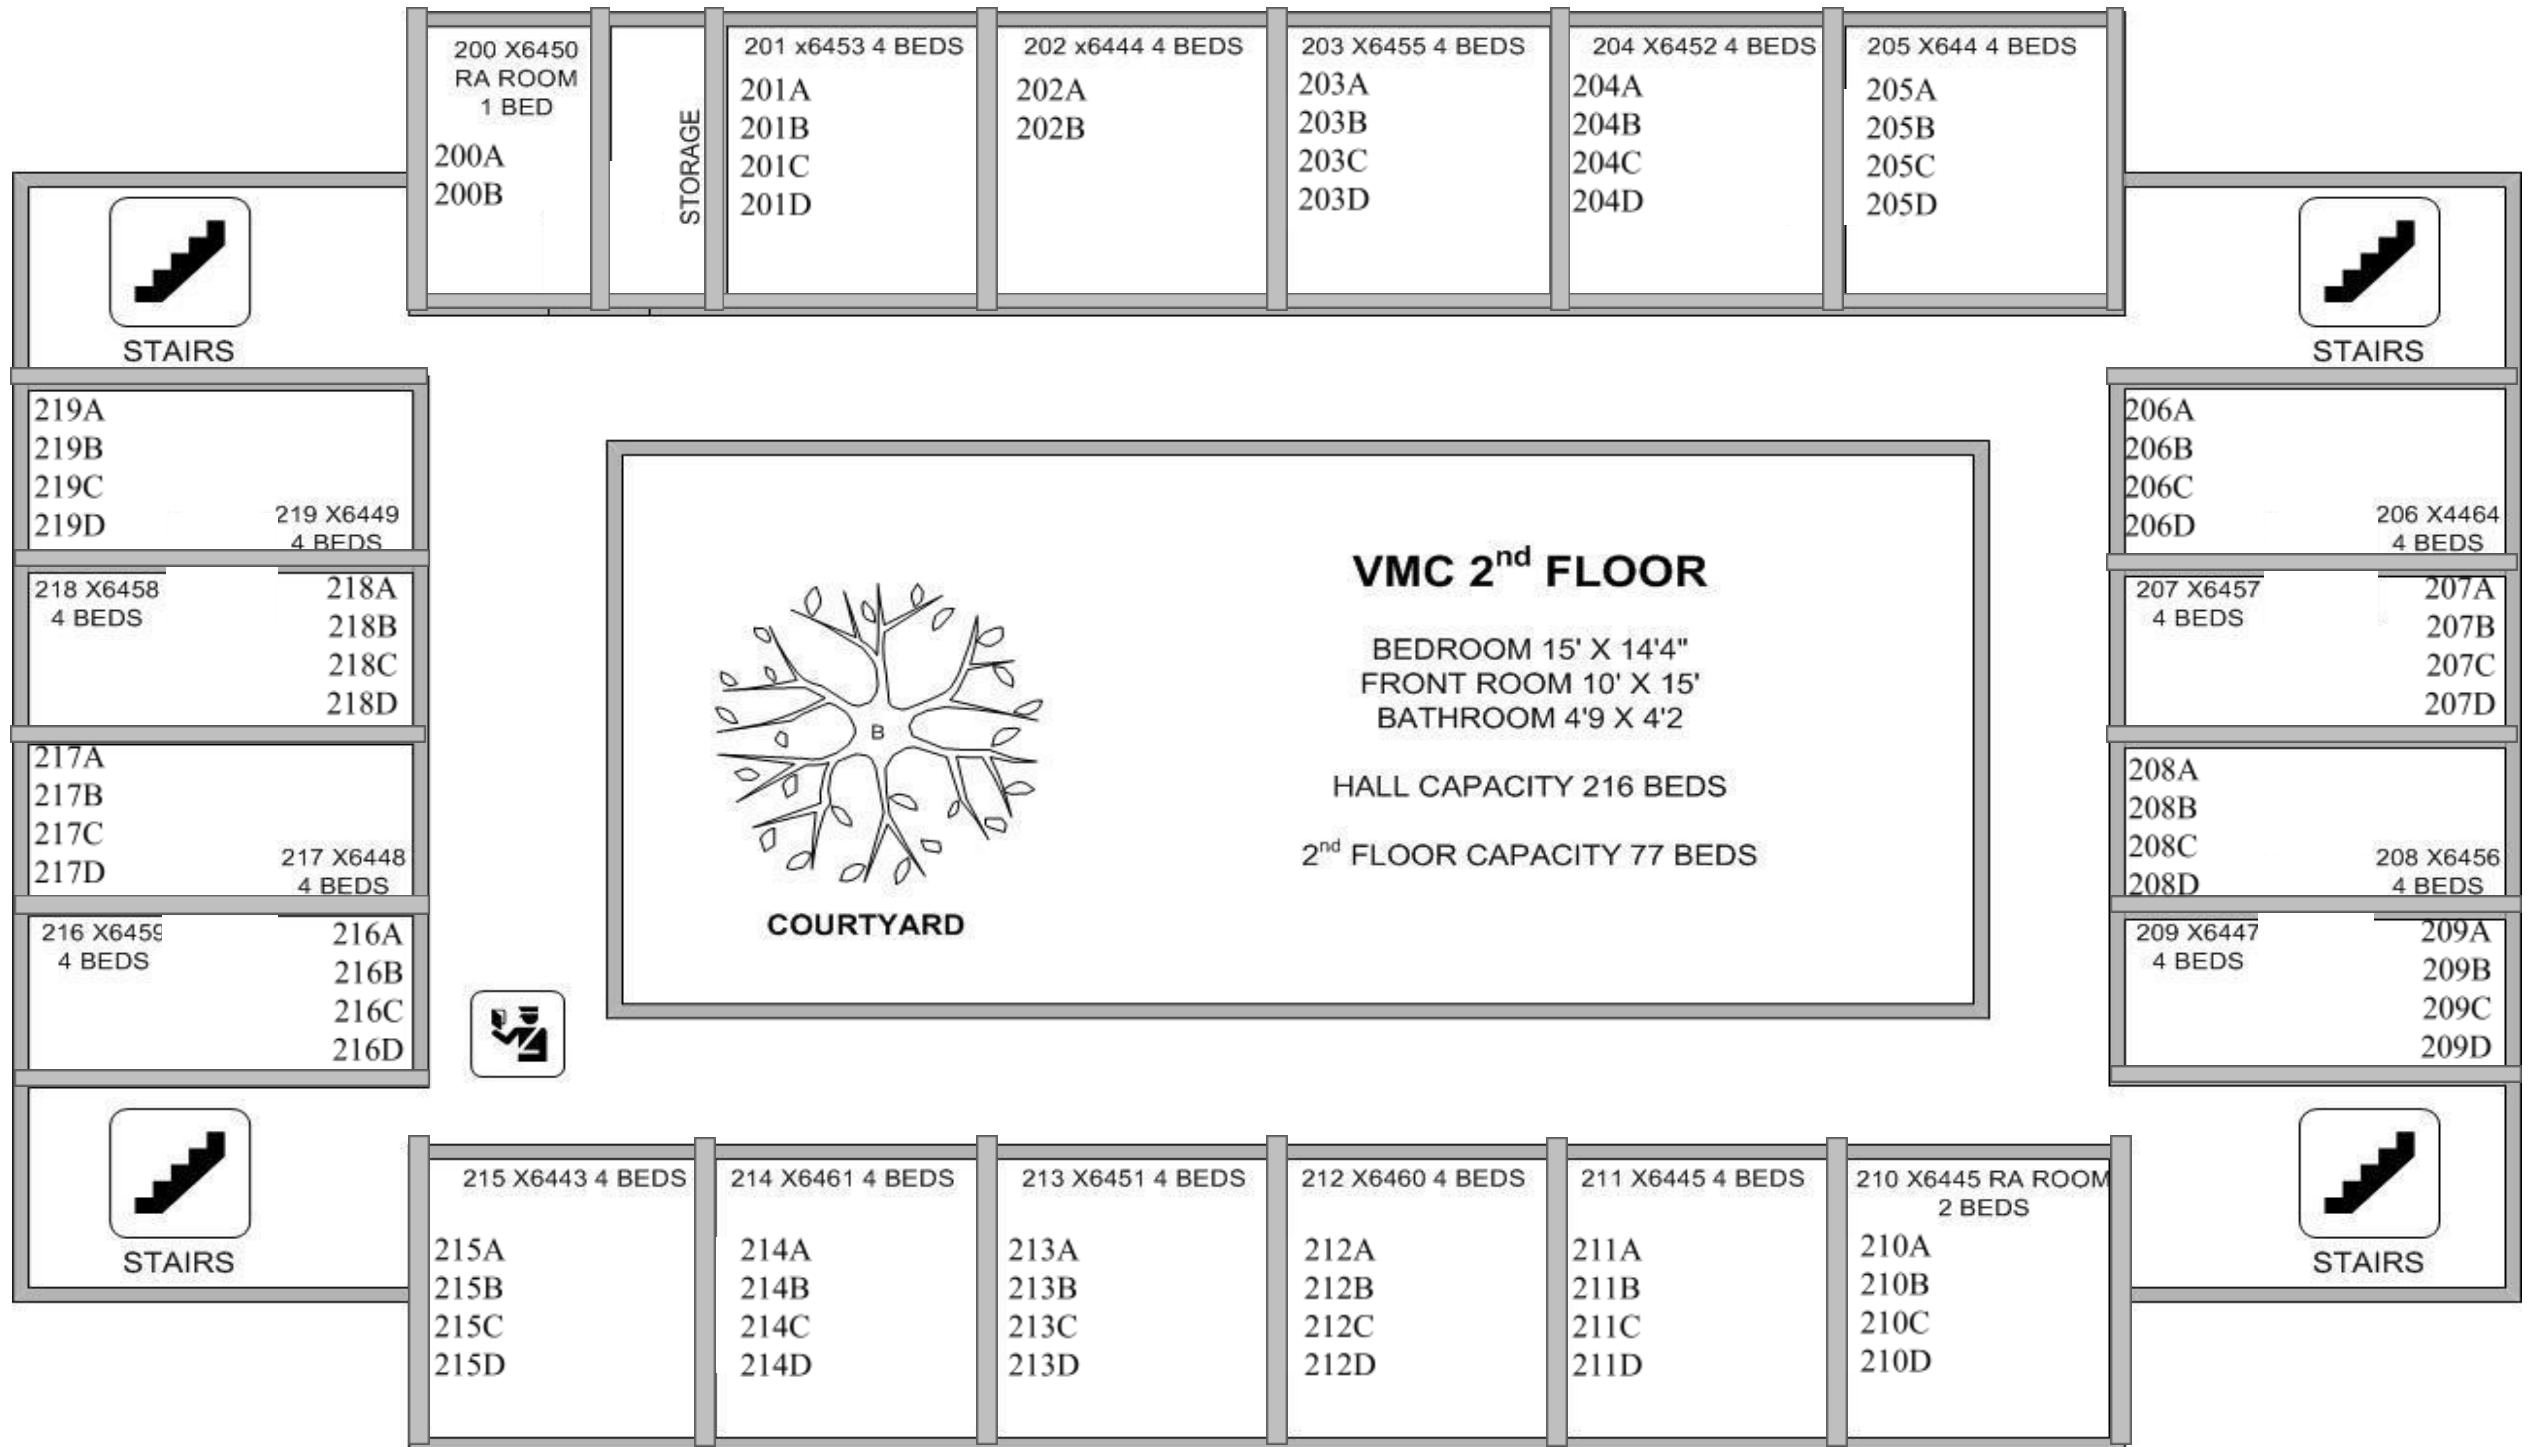 200 X6450
RA ROOM
1 BED
200A
200B
STORAGE
201 x6453 4 BEDS
201A
201B
201C
201D
202 x6444 4 BEDS
202A
202B
203 X6455 4 BEDS
203A
203B
203C
203D
204 X6452 4 BEDS
204A
204B
204C
204D
205 X644 4 BEDS
205A
205B
205C
205D
STAIRS
STAIRS
219A
219B
219C
219D
219 X6449
4 BEDS
218 X6458
4 BEDS
218A
218B
218C
218D
217A
217B
217C
217D
217 X6448
4 BEDS
216 X6459
4 BEDS
216A
216B
216C
216D
B
COURTYARD
VMC 2nd FLOOR
BEDROOM 15' X 14'4"
FRONT ROOM 10' X 15'
BATHROOM 4'9 X 4'2
HALL CAPACITY 216 BEDS
2nd FLOOR CAPACITY 77 BEDS
206A
206B
206C
206D
206 X4464
4 BEDS
207 X6457
4 BEDS
207A
207B
207C
207D
208A
208B
208C
208D
208 X6456
4 BEDS
209 X6447
4 BEDS
209A
209B
209C
209D
STAIRS
STAIRS
215 X6443 4 BEDS
215A
215B
215C
215D
214 X6461 4 BEDS
214A
214B
214C
214D
213 X6451 4 BEDS
213A
213B
213C
213D
212 X6460 4 BEDS
212A
212B
212C
212D
211 X6445 4 BEDS
211A
211B
211C
211D
210 X6445 RA ROOM
2 BEDS
210A
210B
210C
210D